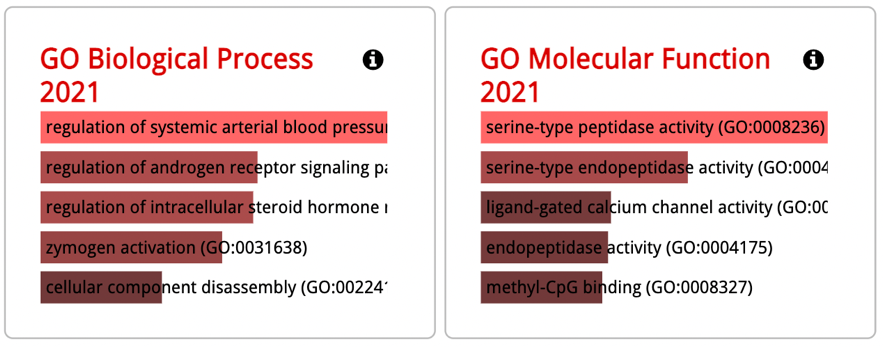 GO Biological Process
2021
regulation of systemic arterial blood pressur
regulation of androgen receptor signaling pa
regulation of intracellular steroid hormone r
zymogen activation (GO:0031638)
cellular component disassembly (GO:002241
GO Molecular Function
2021
serine-type peptidase activity (GO:0008236)
serine-type endopeptidase activity (GO:0004
ligand-gated calcium channel activity (GO:00
endopeptidase activity (GO:0004175)
methyl-CpG binding (GO:0008327)